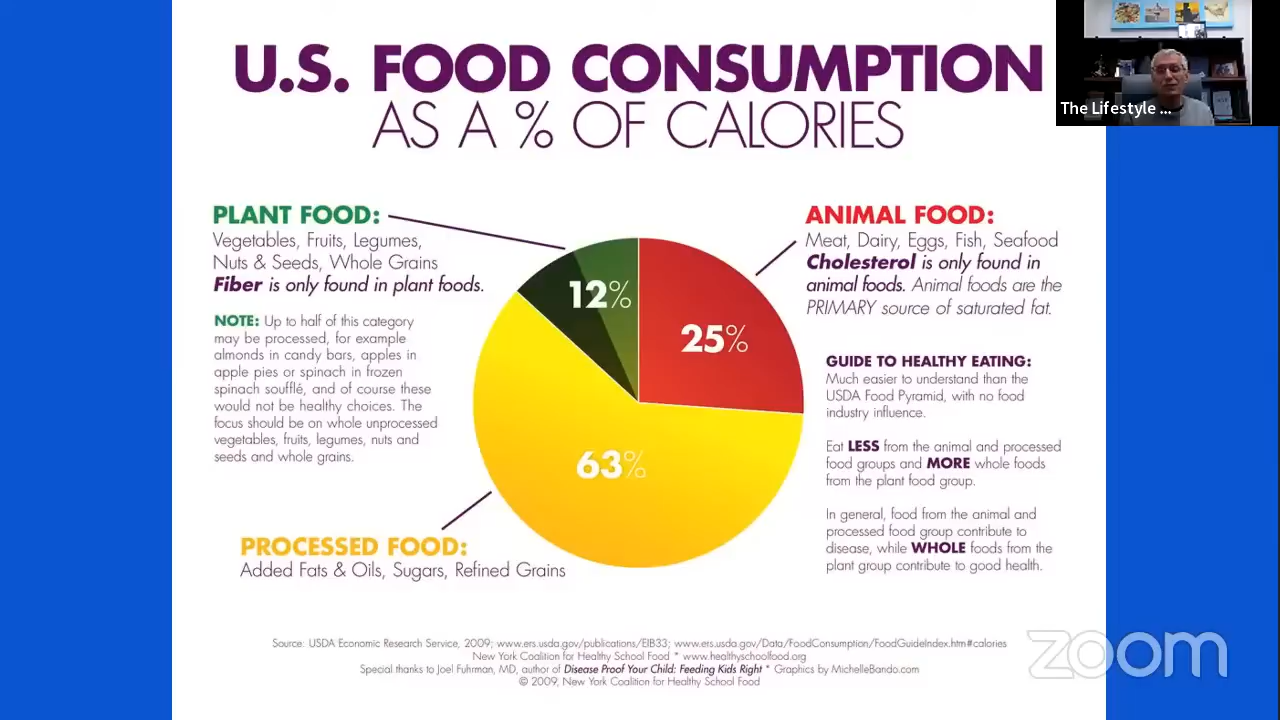 U.S. FOOD CONSUMPTION
AS A % OF CALORIES
The Lifestyle ...
PLANT FOOD:
Vegetables, Fruits, Legumes,
Nuts & Seeds, Whole Grains
Fiber is only found in plant foods.
NOTE: Up to half of this category
may be processed, for example
almonds in candy bars, apples in
apple pies or spinach in frozen
spinach soufflé, and of course these
would not be healthy choices. The
focus should be on whole unprocessed
vegetables, fruits, legumes, nuts and
seeds and whole grains.
12%
25%
63%
ANIMAL FOOD:
Meat, Dairy, Eggs, Fish, Seafood
Cholesterol is only found in
animal foods. Animal foods are the
PRIMARY source of saturated fat.
GUIDE TO HEALTHY EATING:
Much easier to understand than the
USDA Food Pyramid, with no food
industry influence.
Eat LESS from the animal and processed
food groups and MORE whole foods
from the plant food group.
In general, food from the animal and
processed food group contribute to
disease, while WHOLE foods from the
plant group contribute to good health.
PROCESSED FOOD:
Added Fats & Oils, Sugars, Refined Grains
Source: USDA Economic Research Service, 2009; www.ers.usda.gov/publications/EIB33; www.ers.usda.gov/Data/FoodConsumption/FoodGuideIndex.htm#calories
New York Coalition for Healthy School Food * www.healthyschoolfood.org
Special thanks to Joel Fuhrman, MD, author of Disease Proof Your Child: Feeding Kids Right * Graphics by MichelleBando.com
© 2009, New York Coalition for Healthy School Food
zoom